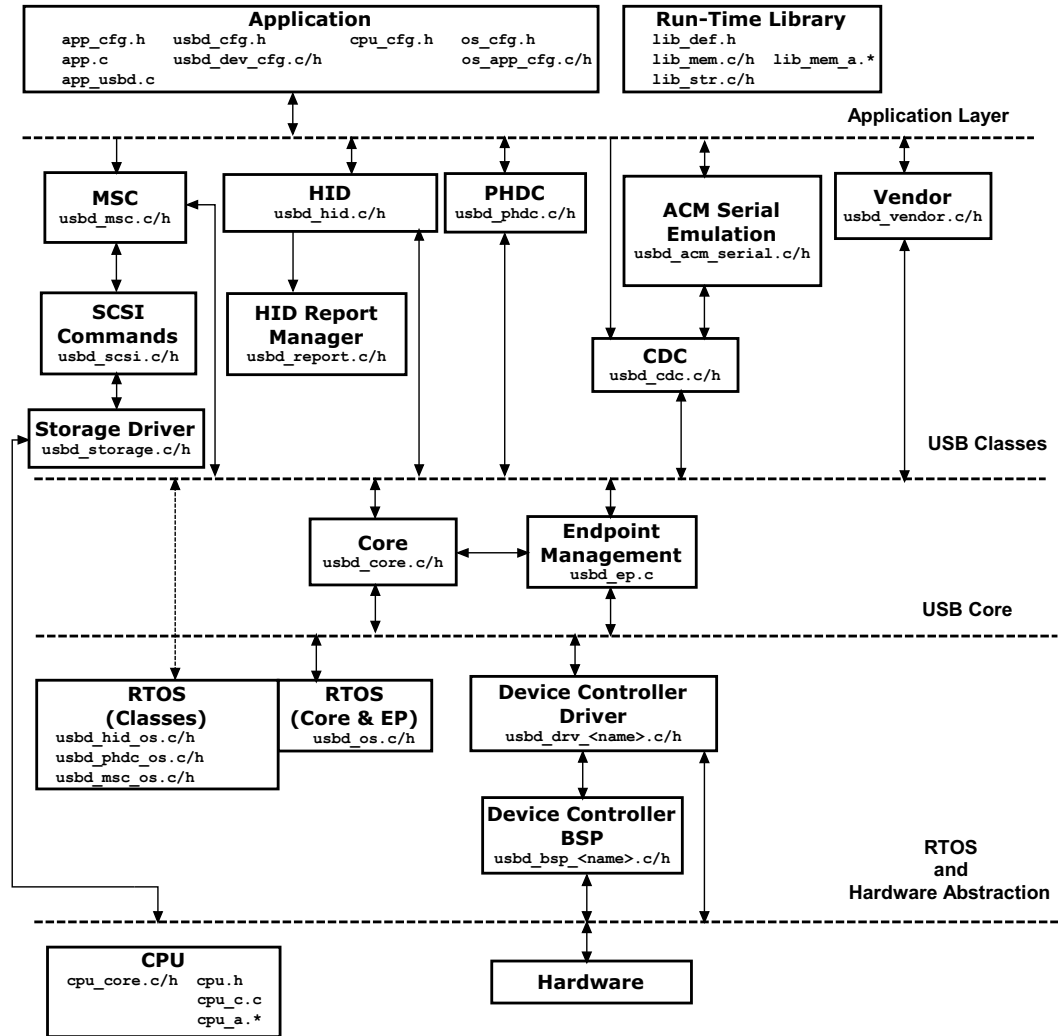 Application
app_cfg.h usbd_cfg.h cpu_cfg.h os_cfg.h
app.c usbd_dev_cfg.c/h os_app_cfg.c/h
app_usbd.c
Run-Time Library
lib_def.h
lib_mem.c/h lib_mem_a.*
lib_str.c/h
Application Layer
MSC
usbd_msc.c/h
HID
usbd_hid.c/h
PHDC
usbd_phdc.c/h
ACM Serial
Emulation
usbd_acm_serial.c/h
Vendor
usbd_vendor.c/h
SCSI
Commands
usbd_scsi.c/h
HID Report
Manager
usbd_report.c/h
CDC
usbd_cdc.c/h
Storage Driver
usbd_storage.c/h
USB Classes
Core
usbd_core.c/h
Endpoint
Management
usbd_ep.c
USB Core
RTOS
(Classes)
usbd_hid_os.c/h
usbd_phdc_os.c/h
usbd_msc_os.c/h
RTOS
(Core & EP)
usbd_os.c/h
Device Controller
Driver
usbd_drv_<name>.c/h
Device Controller
BSP
usbd_bsp_<name>.c/h
RTOS
and
Hardware Abstraction
CPU
cpu_core.c/h cpu.h
cpu_c.c
cpu_a.*
Hardware